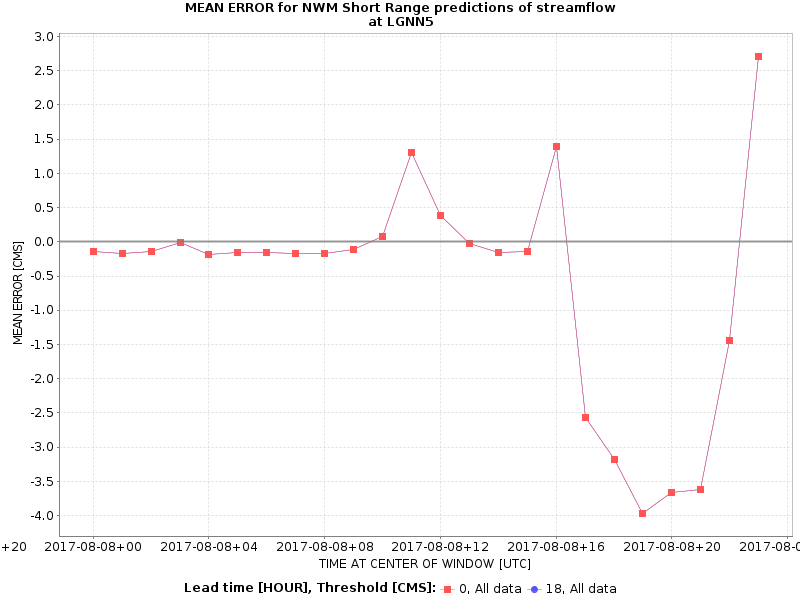 MEAN ERROR for NWM Short Range predictions of streamflow
at LGNN5
3.0
2.5
2.0
1.5
1.0
0.5
0.0
-0.5
-1.0
-1.5
-2.0
-2.5
-3.0
-3.5
-4.0
MEAN ERROR [CMS]
+20 2017-08-08+00 2017-08-08+04 2017-08-08+08 2017-08-08+12 2017-08-08+16 2017-08-08+20 2017-08-0
TIME AT CENTER OF WINDOW [UTC]
Lead time [HOUR], Threshold [CMS]: 0, All data 18, All data